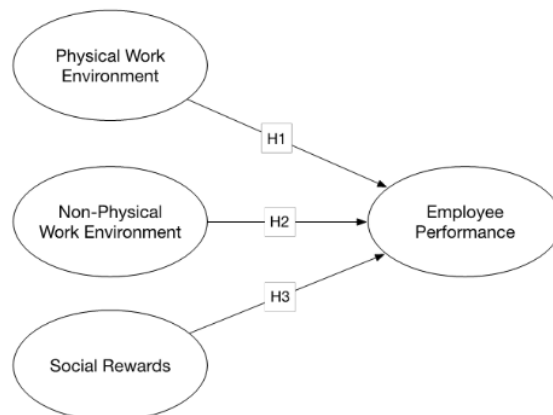 Physical Work
Environment
H1
Non-Physical
Work Environment
H2
Employee
Performance
H3
Social Rewards